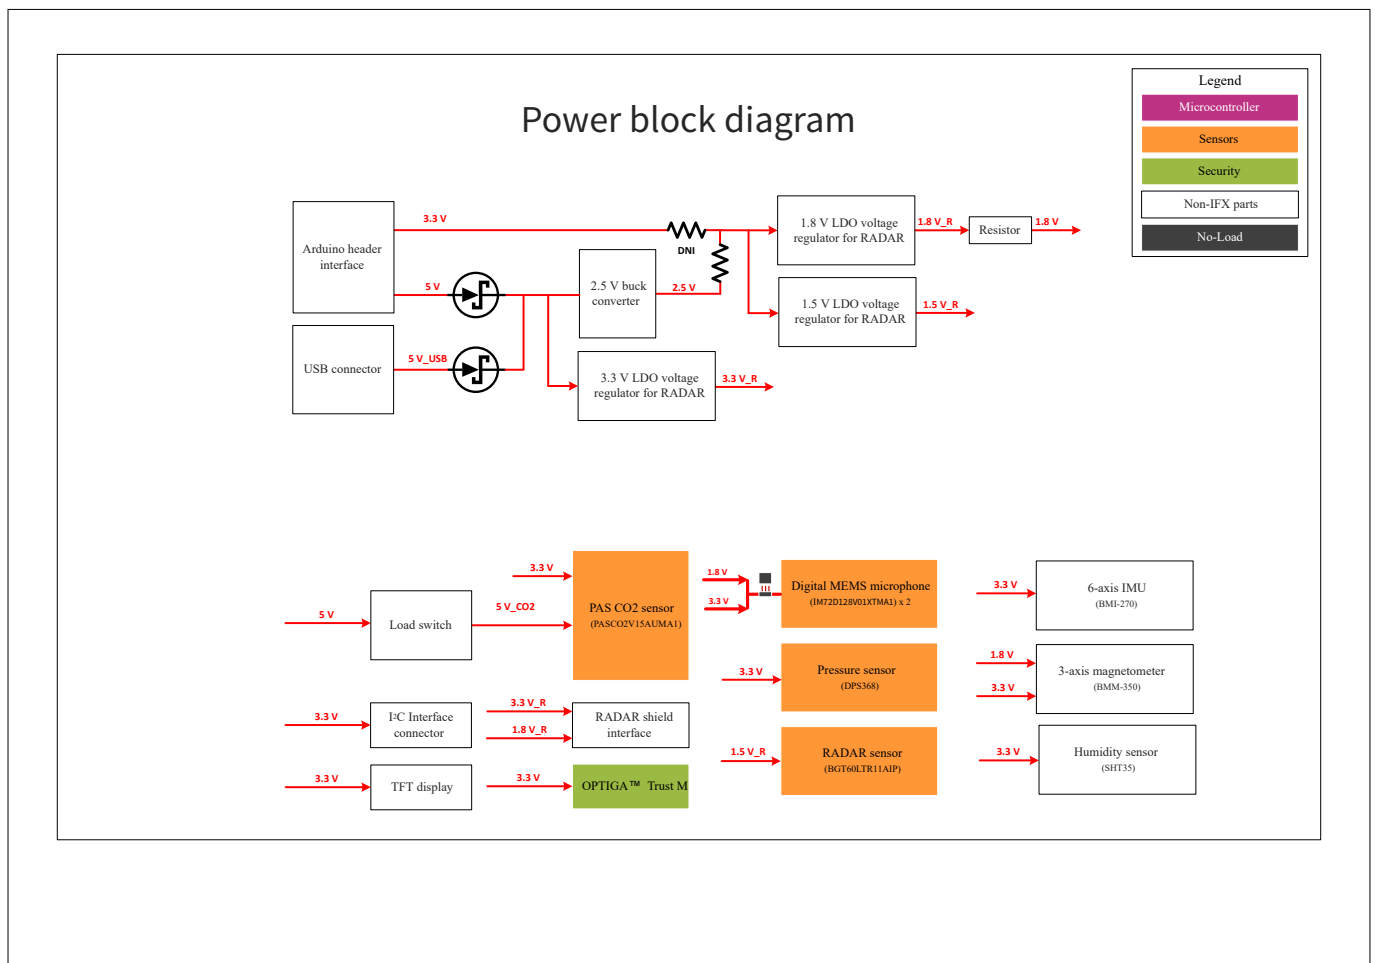 Power block diagram
Legend
Microcontroller
Sensors
Security
Non-IFX parts
No-Load
Arduino header
interface
3.3 V
5 V
USB connector
5 V_USB
DNI
2.5 V buck
converter
2.5 V
3.3 V LDO voltage
regulator for RADAR
3.3 V_R
1.8 V LDO voltage
regulator for RADAR
1.8 V_R
Resistor
1.8 V
1.5 V LDO voltage
regulator for RADAR
1.5 V_R
5 V
Load switch
3.3 V
5 V_CO2
PAS CO2 sensor
(PASCO2V15AUMA1)
1.8 V
3.3 V
Digital MEMS microphone
(IM72D128V01XTMA1) x 2
3.3 V
6-axis IMU
(BMI-270)
3.3 V
Pressure sensor
(DPS368)
1.8 V
3.3 V
3-axis magnetometer
(BMM-350)
3.3 V
I²C Interface
connector
3.3 V_R
1.8 V_R
RADAR shield
interface
1.5 V_R
RADAR sensor
(BGT60LTR11AIP)
3.3 V
Humidity sensor
(SHT35)
3.3 V
TFT display
3.3 V
OPTIGA™ Trust M